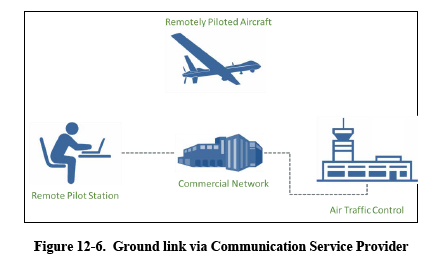 Remotely Piloted Aircraft
Remote Pilot Station
Commercial Network
Air Traffic Control
Figure 12-6. Ground link via Communication Service Provider